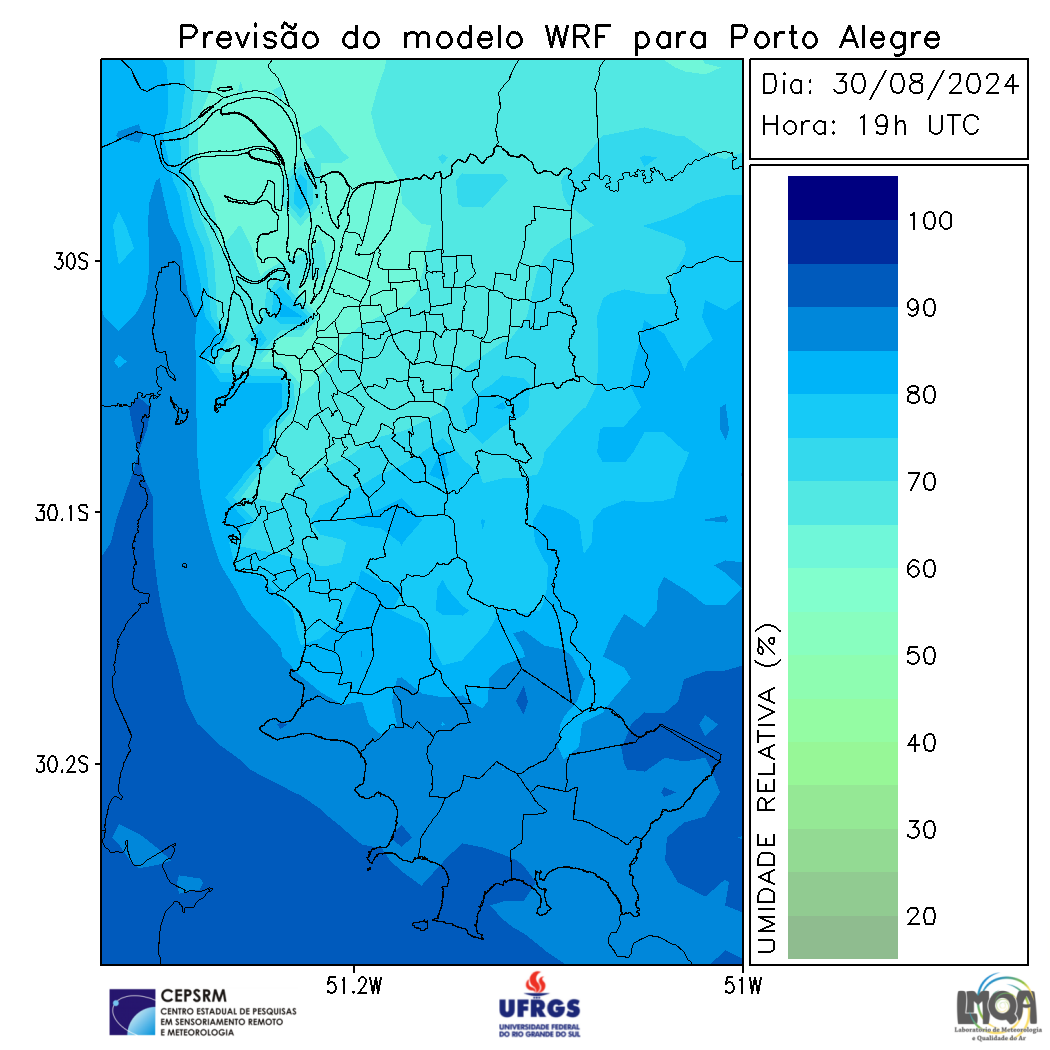 Previsão do modelo WRF para Porto Alegre
Dia: 30/08/2024
Hora: 19h UTC
30S
30.1S
30.2S
51.2W
51W
100
90
80
70
60
50
40
30
20
UMIDADE RELATIVA (%)
CEPSRM
CENTRO ESTADUAL DE PESQUISAS
EM SENSORIAMENTO REMOTO
E METEOROLOGIA
UFRGS
UNIVERSIDADE FEDERAL
DO RIO GRANDE DO SUL
LMQA
Laboratório de Meteorologia
e Qualidade do Ar